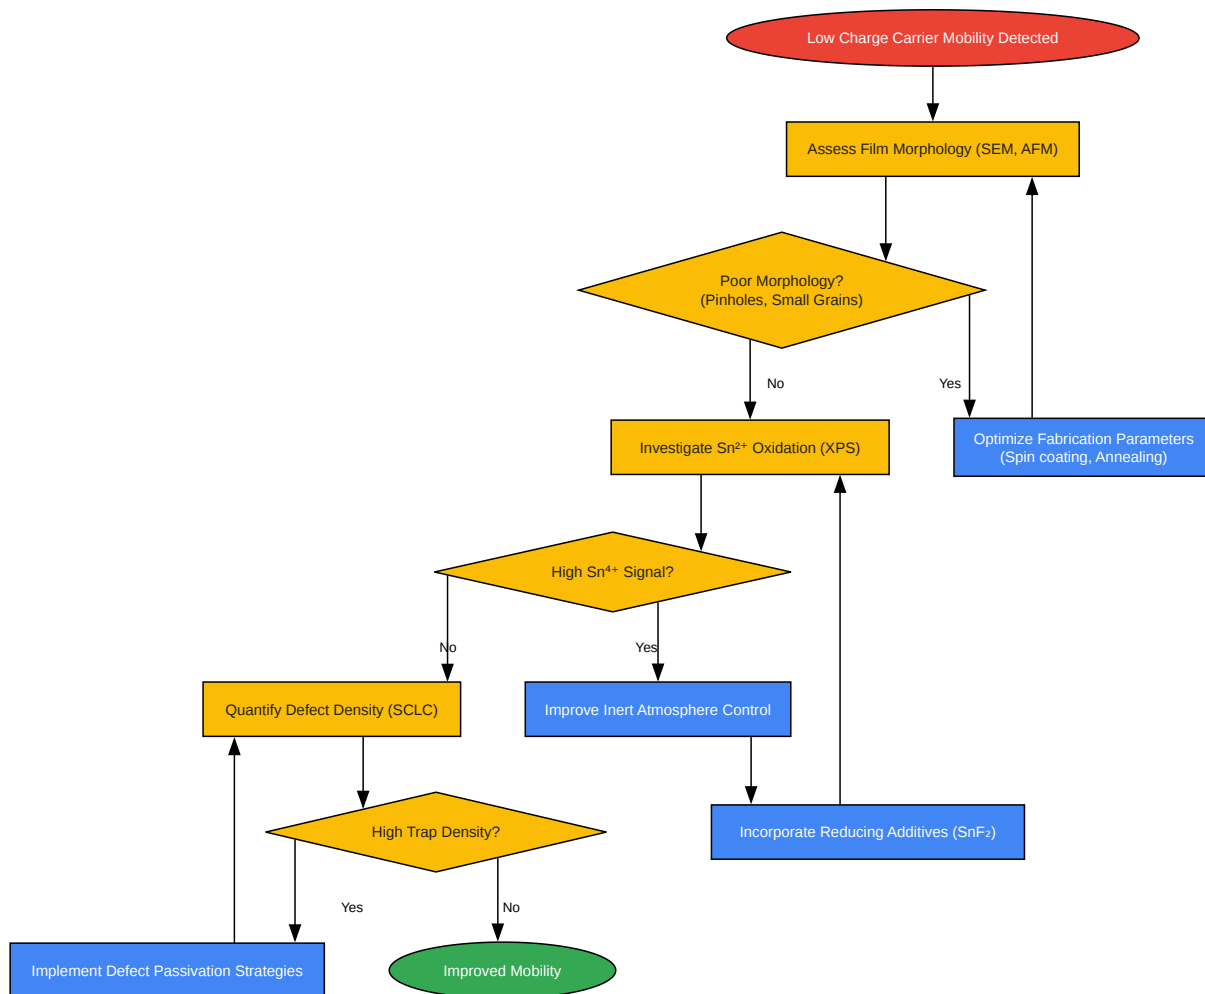 Low Charge Carrier Mobility Detected
Assess Film Morphology (SEM, AFM)
Poor Morphology?
(Pinholes, Small Grains)
No
Yes
Optimize Fabrication Parameters
(Spin coating, Annealing)
Investigate Sn²⁺ Oxidation (XPS)
High Sn⁴⁺ Signal?
No
Yes
Quantify Defect Density (SCLC)
Improve Inert Atmosphere Control
High Trap Density?
Incorporate Reducing Additives (SnF₂)
Yes
No
Implement Defect Passivation Strategies
Improved Mobility